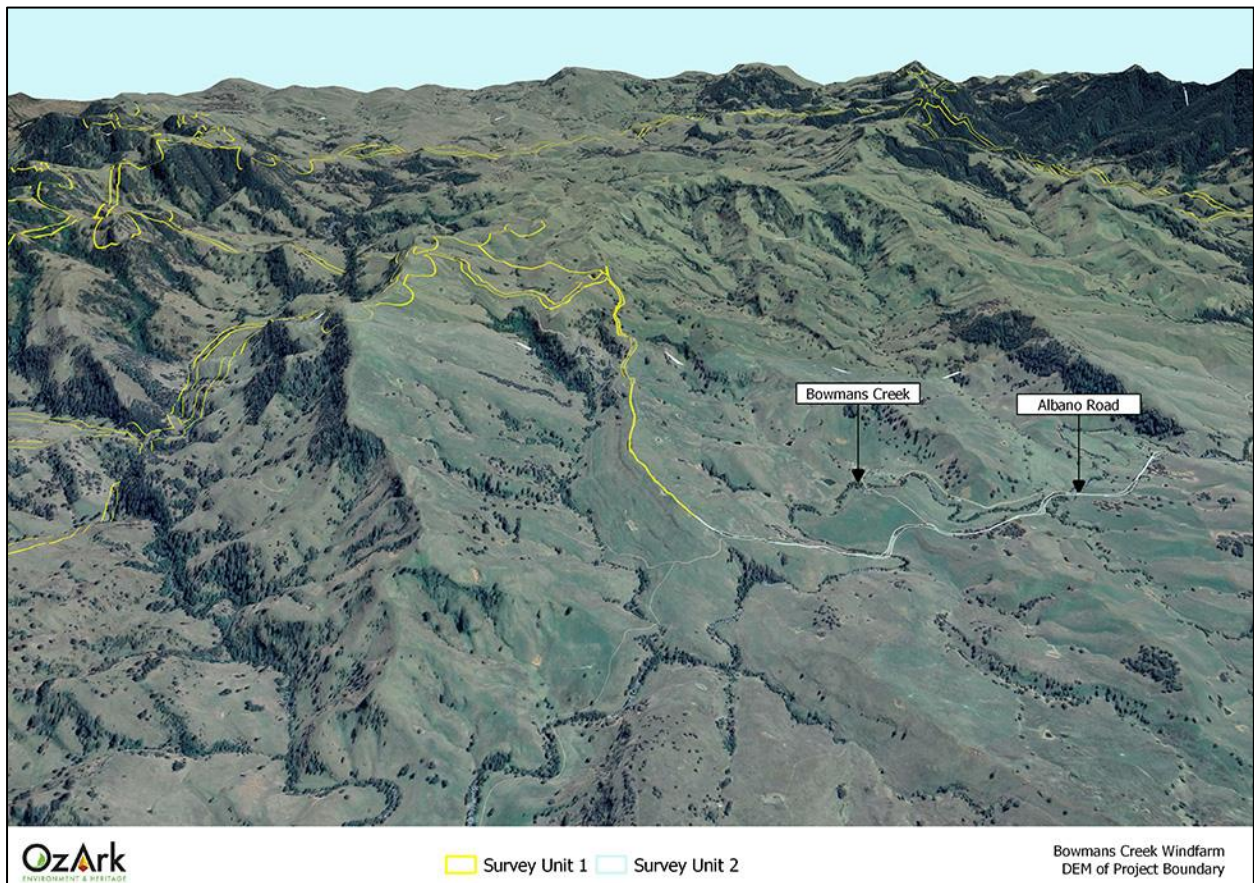 Bowmans Creek
Albano Road
OzArk
ENVIRONMENT & HERITAGE
Survey Unit 1
Survey Unit 2
Bowmans Creek Windfarm
DEM of Project Boundary